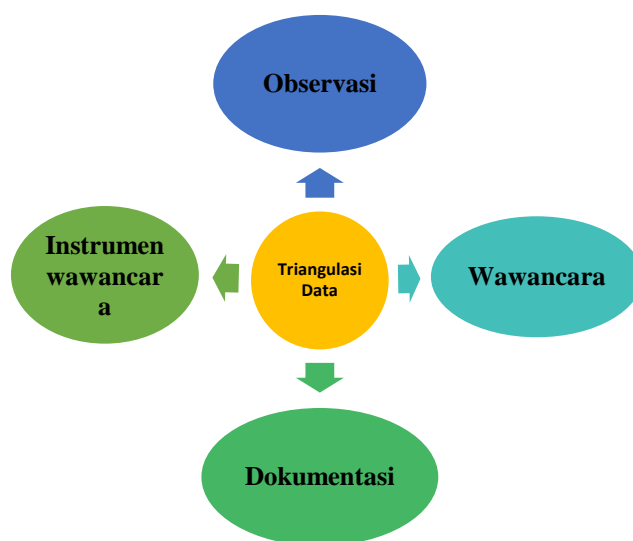 Observasi
Instrumen
wawancar
a
Triangulasi
Data
Wawancara
Dokumentasi